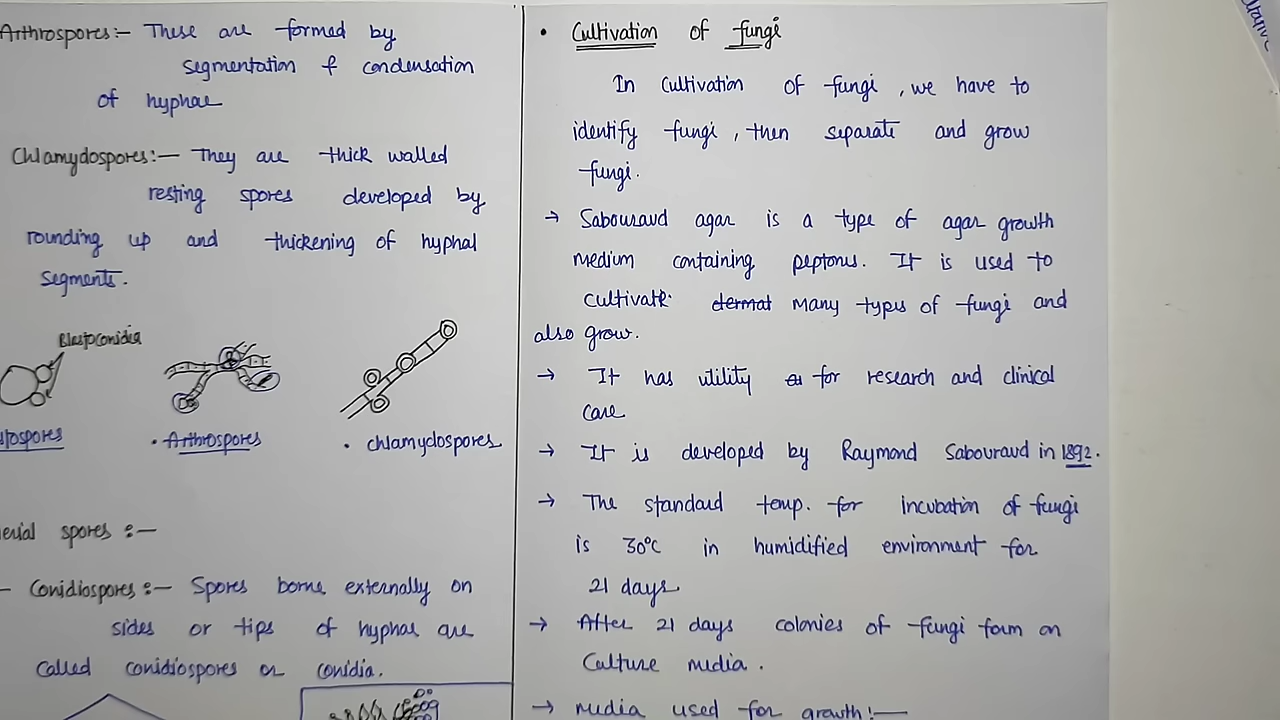 Arthrospores:- These are formed by
segmentation & condensation
of hyphae
Chlamydospores:- They are thick walled
resting spores developed by
rounding up and thickening of hyphal
segments.
Blastoconidia
• Arthrospores
• chlamydospores
spores :-
- Conidiospores:- Spores borne externally on
sides or tips of hyphae are
called conidiospores or conidia.
• Cultivation of fungi
In cultivation of fungi, we have to
identify fungi, then separate and grow
fungi.
→ Sabouraud agar is a type of agar growth
medium containing peptones. It is used to
cultivate dermat many types of fungi and
also grow.
→ It has utility for research and clinical
care
→ It is developed by Raymond Sabouraud in 1892.
→ The standard temp. for incubation of fungi
is 30°C in humidified environment for
21 days
→ After 21 days colonies of fungi form on
Culture media.
→ media used for growth:-